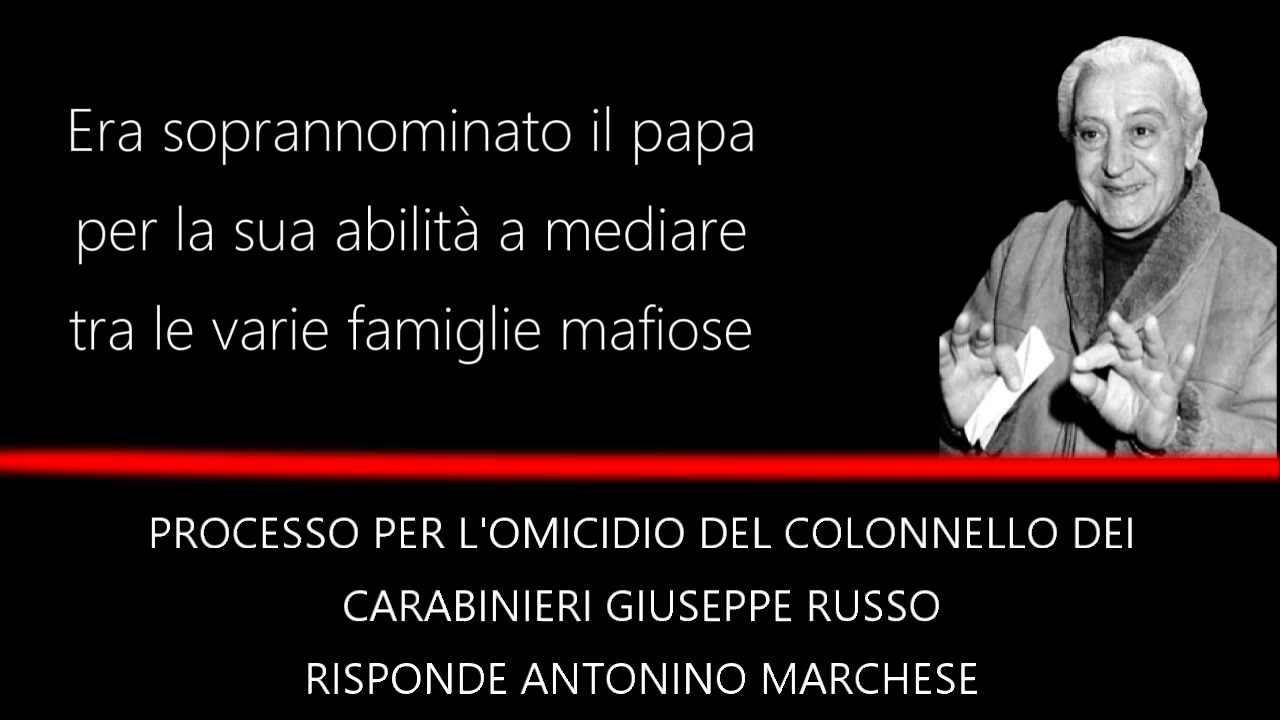 Era soprannominato il papa
per la sua abilità a mediare
tra le varie famiglie mafiose
PROCESSO PER L'OMICIDIO DEL COLONNELLO DEI
CARABINIERI GIUSEPPE RUSSO
RISPONDE ANTONINO MARCHESE